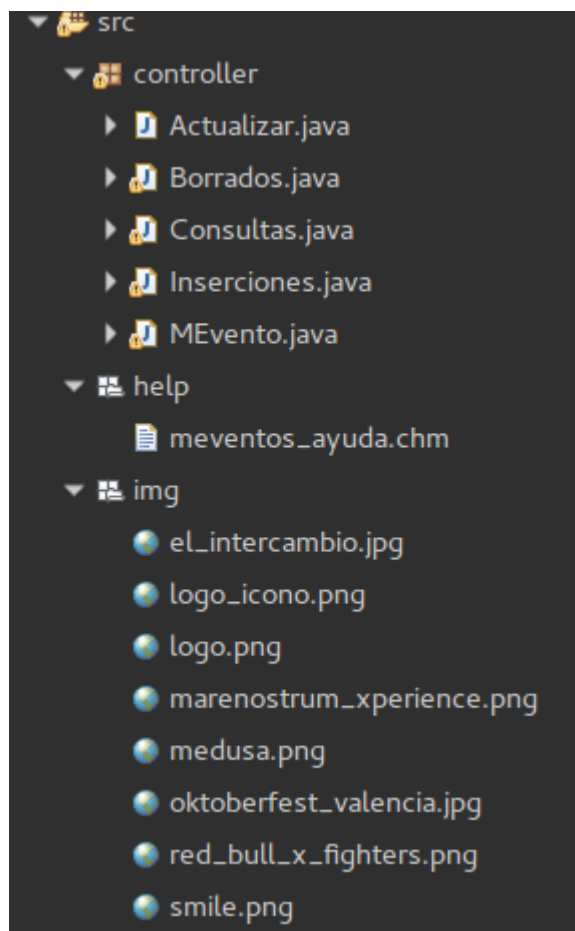 src
controller
Actualizar.java
Borrados.java
Consultas.java
Inserciones.java
MEvento.java
help
meventos_ayuda.chm
img
el_intercambio.jpg
logo_icono.png
logo.png
marenostrum_xperience.png
medusa.png
oktoberfest_valencia.jpg
red_bull_x_fighters.png
smile.png